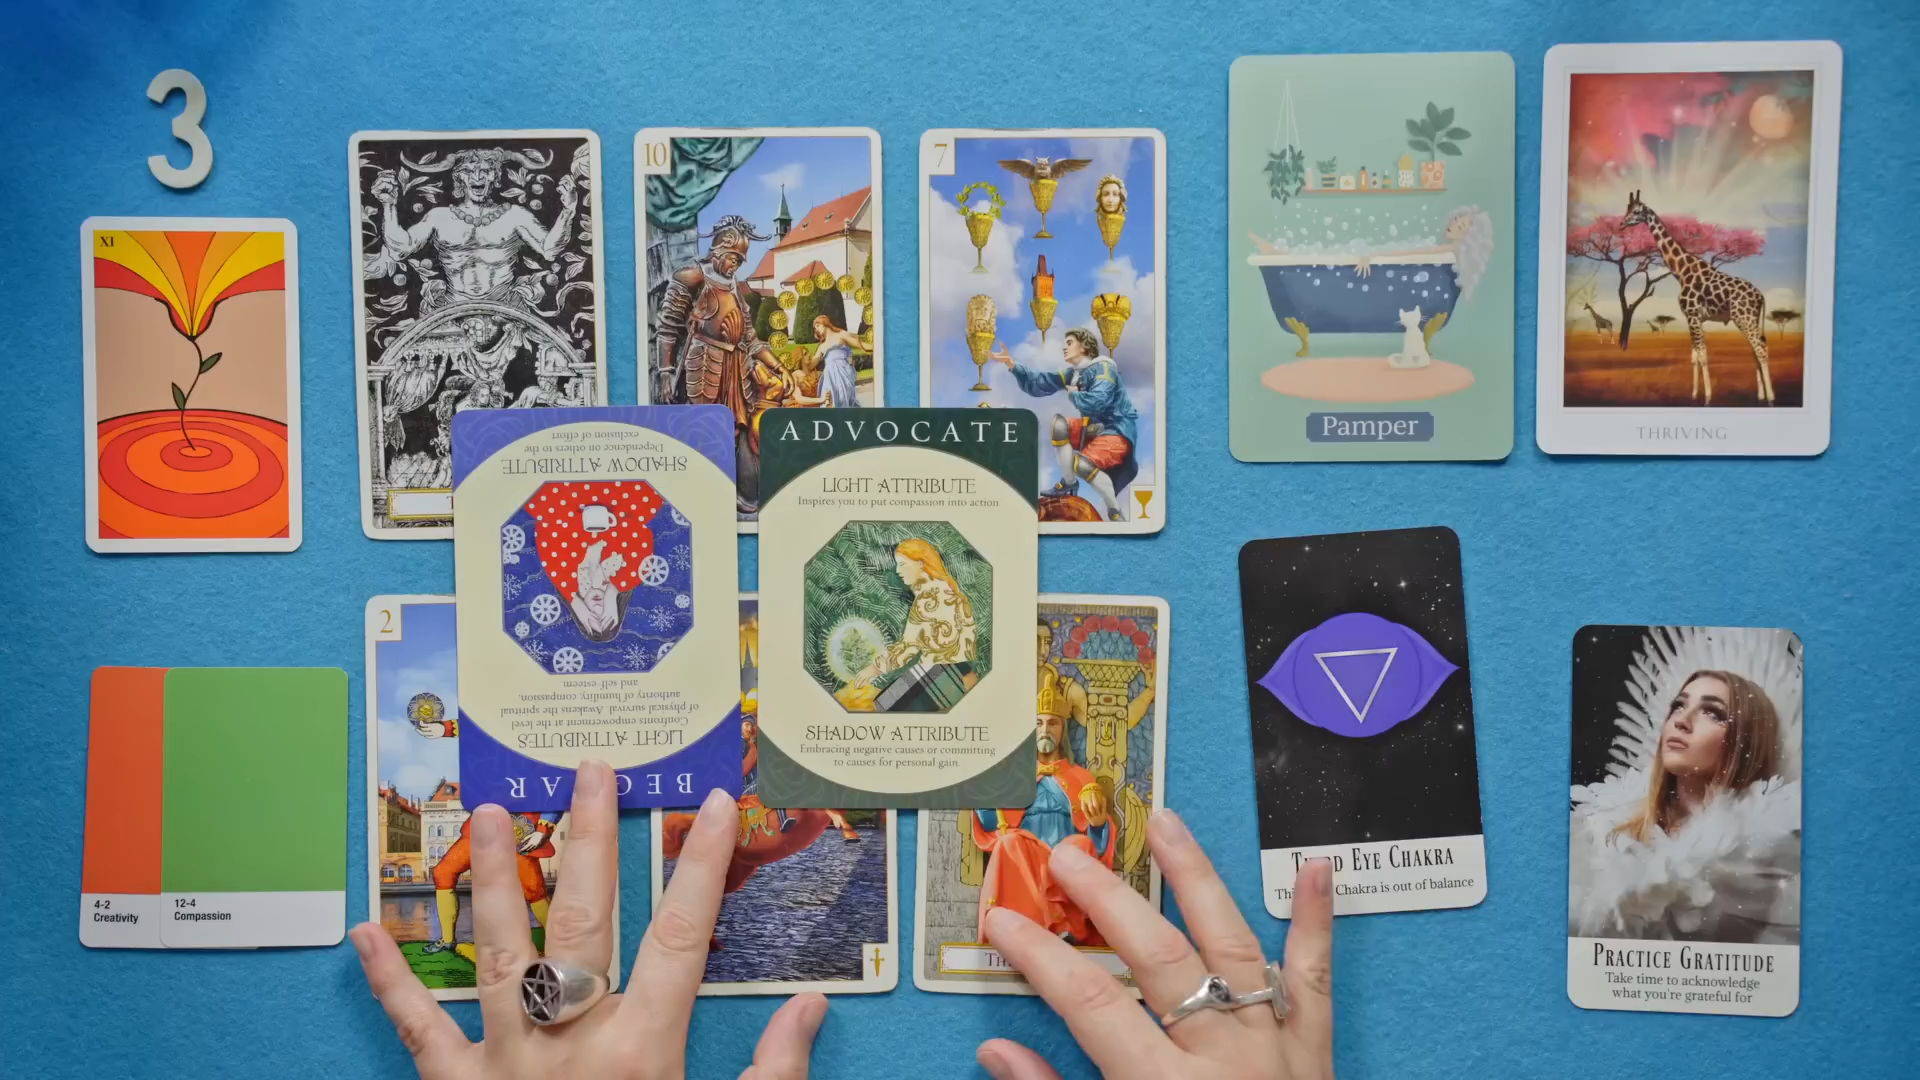 3
XI
10
7
Pamper
THRIVING
SHADOW ATTRIBUTE
Dependence on others to the
exclusion of effort
ADVOCATE
LIGHT ATTRIBUTE
Inspires you to put compassion into action
SHADOW ATTRIBUTE
Embracing negative causes or committing
to causes for personal gain.
2
LIGHT ATTRIBUTES
Confronts empowerment at the level
of physical survival. Awakens the spiritual
authority of humility, compassion,
and self-esteem
4-2
Creativity
12-4
Compassion
EYE CHAKRA
Chakra is out of balance
PRACTICE GRATITUDE
Take time to acknowledge
what you're grateful for